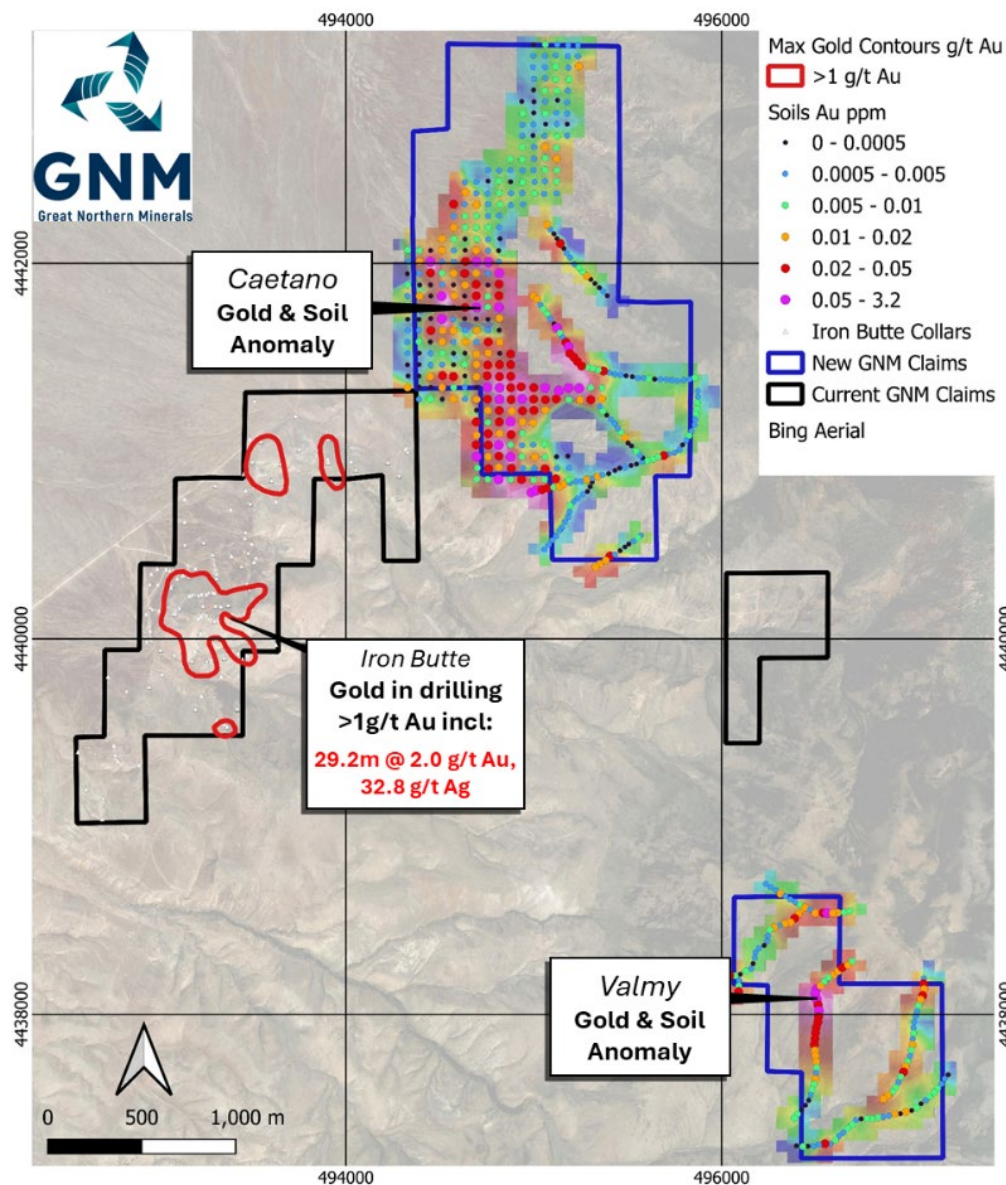 494000
496000
GNM
Great Northern Minerals
Max Gold Contours g/t Au
>1 g/t Au
Soils Au ppm
0 - 0.0005
0.0005 - 0.005
0.005 - 0.01
0.01 - 0.02
0.02 - 0.05
0.05 - 3.2
Iron Butte Collars
New GNM Claims
Current GNM Claims
Bing Aerial
4442000
Caetano
Gold & Soil
Anomaly
4440000
4440000
Iron Butte
Gold in drilling
>1g/t Au incl:
29.2m @ 2.0 g/t Au,
32.8 g/t Ag
4438000
4438000
Valmy
Gold & Soil
Anomaly
0
500
1,000 m
494000
496000